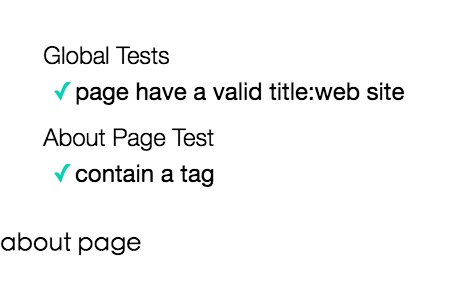 Global Tests
✓ page have a valid title:web site
About Page Test
✓ contain a tag
about page